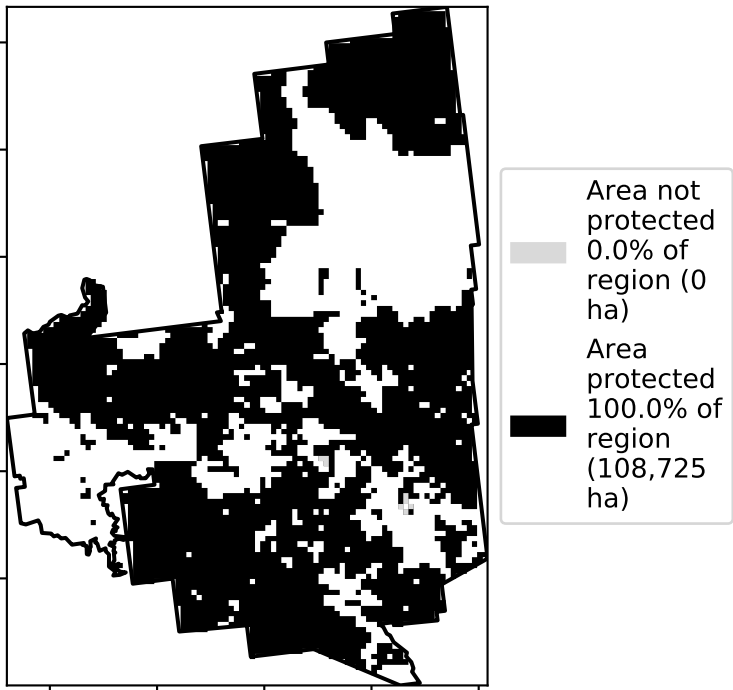 Area not
protected
0.0% of
region (0
ha)
Area
protected
100.0% of
region
(108,725
ha)